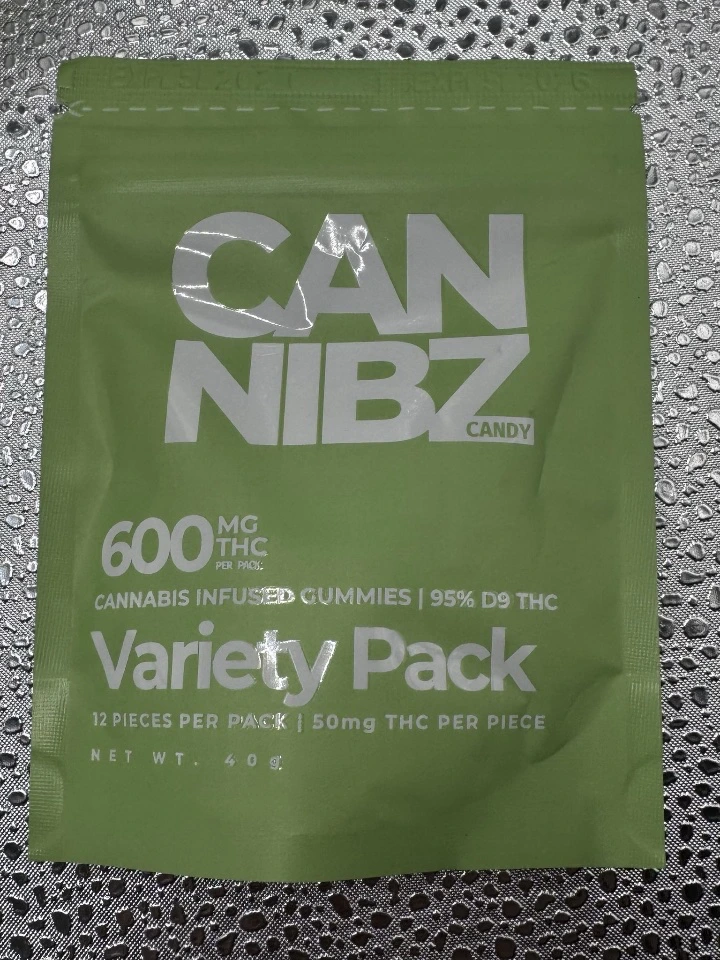 CAN
NIBZ
CANDY
600 MG
THC
PER PACK
CANNABIS INFUSED GUMMIES | 95% D9 THC
Variety Pack
12 PIECES PER PACK | 50mg THC PER PIECE
NET WT. 40g